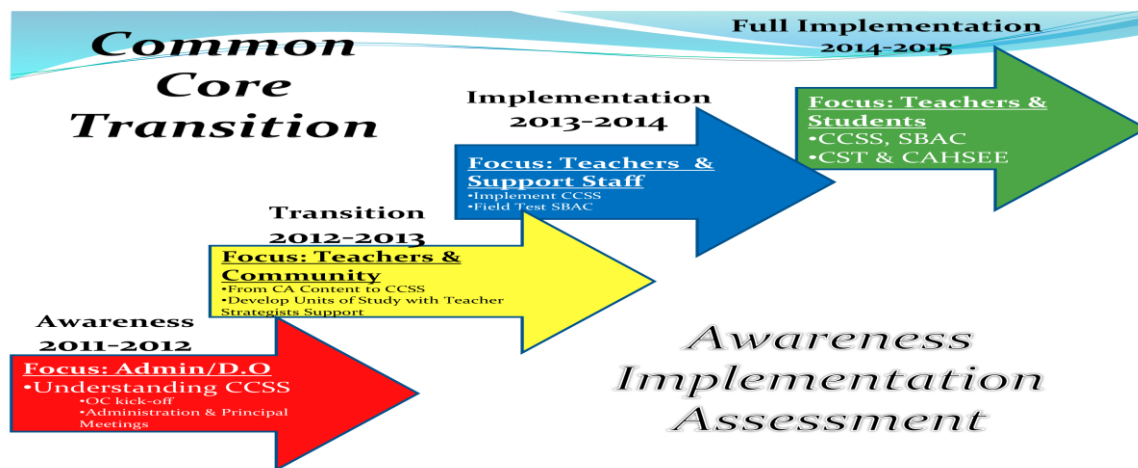 Common
Core
Transition
Full Implementation
2014-2015
Focus: Teachers &
Students
•CCSS, SBAC
•CST & CAHSEE
Implementation
2013-2014
Focus: Teachers &
Support Staff
•Implement CCSS
•Field Test SBAC
Transition
2012-2013
Focus: Teachers &
Community
•From CA Content to CCSS
•Develop Units of Study with Teacher
Strategists Support
Awareness
2011-2012
Focus: Admin/D.O
•Understanding CCSS
•OC kick-off
•Administration & Principal
Meetings
Awareness
Implementation
Assessment